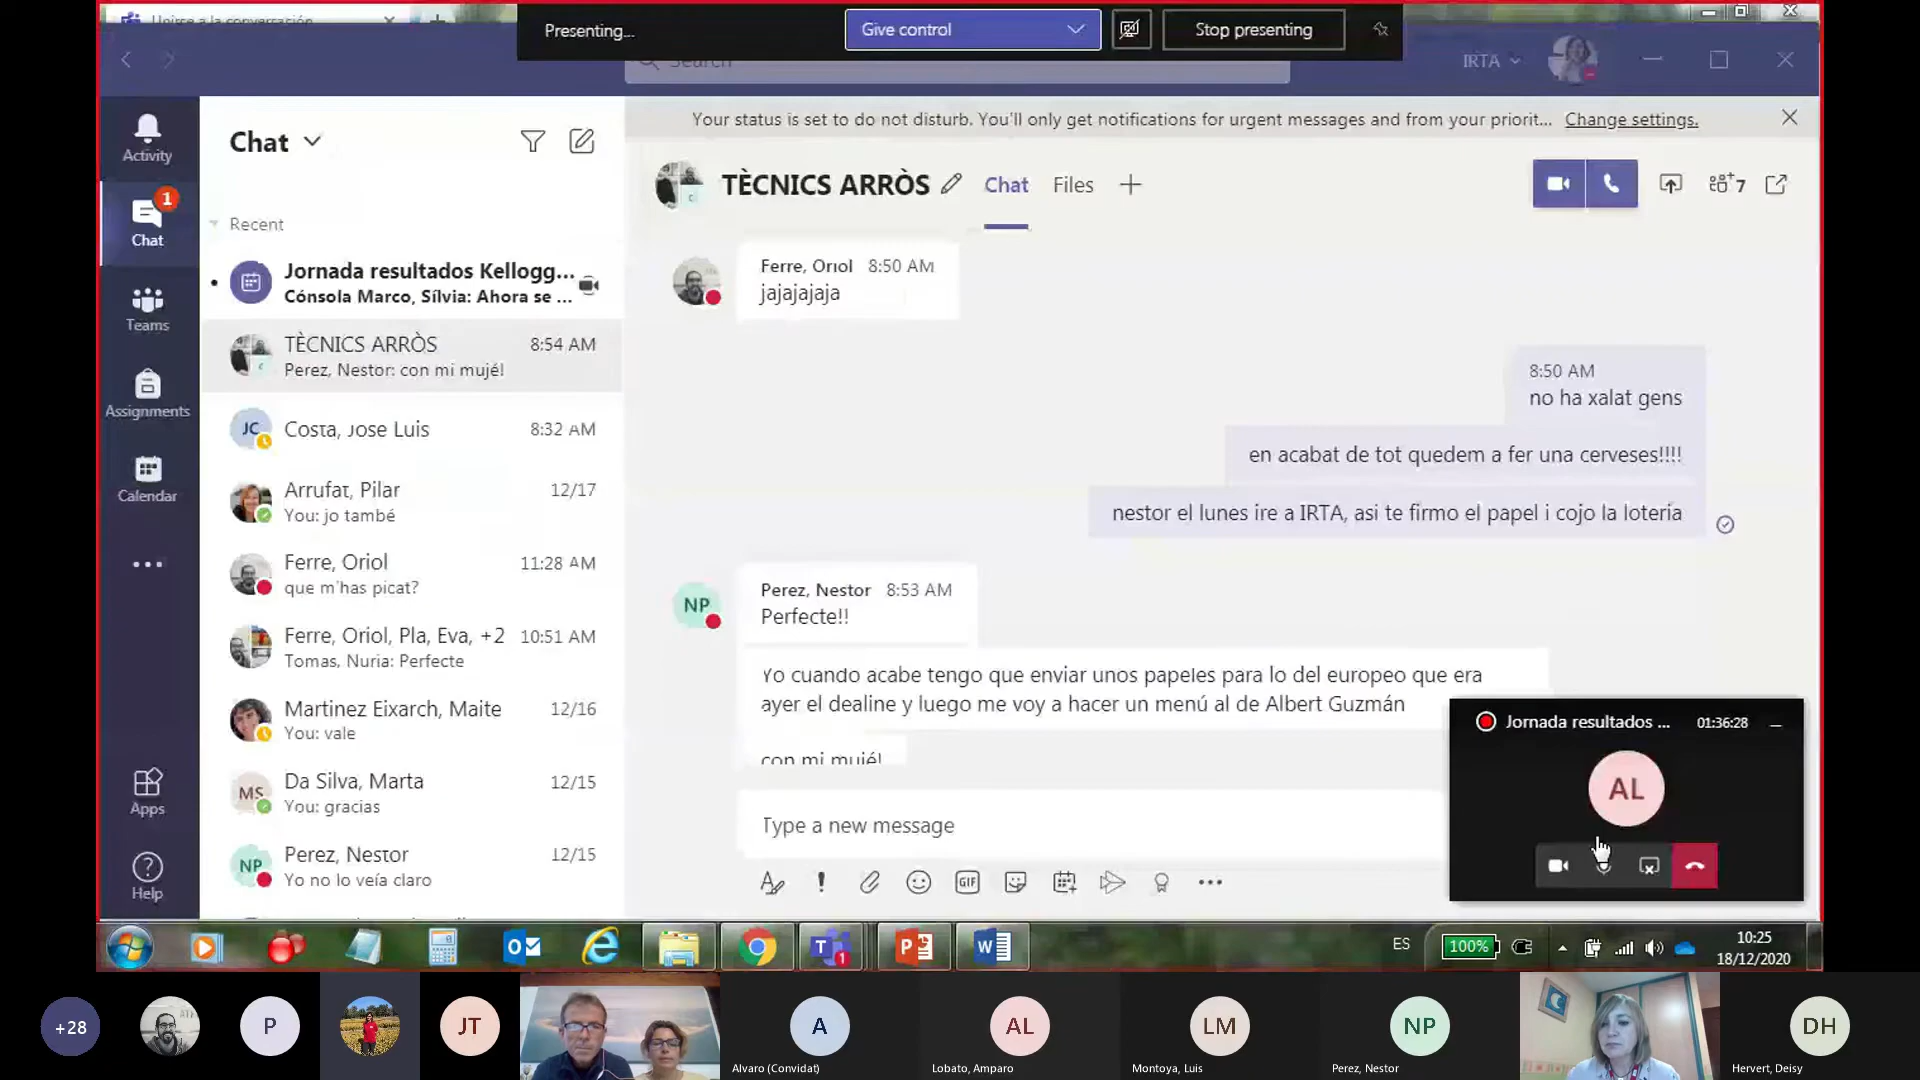 Unirse a la conversación
Presenting...
Give control
Stop presenting
Search
IRTA
Your status is set to do not disturb. You'll only get notifications for urgent messages and from your priorit...
Change settings.
Activity
1
Chat
Teams
Assignments
Calendar
Apps
Help
Chat
Recent
Jornada resultados Kellogg...
Cónsola Marco, Sílvia: Ahora se ...
TÈCNICS ARRÒS
8:54 AM
Perez, Nestor: con mi mujé!
JC
Costa, Jose Luis
8:32 AM
Arrufat, Pilar
12/17
You: jo també
Ferre, Oriol
11:28 AM
que m'has picat?
Ferre, Oriol, Pla, Eva, +2
10:51 AM
Tomas, Nuria: Perfecte
Martinez Eixarch, Maite
12/16
You: vale
MS
Da Silva, Marta
12/15
You: gracias
NP
Perez, Nestor
12/15
Yo no lo veía claro
TÈCNICS ARRÒS
Chat
Files
7
Ferre, Oriol 8:50 AM
jajajajaja
8:50 AM
no ha xalat gens
en acabat de tot quedem a fer una cerveses!!!!
nestor el lunes ire a IRTA, asi te firmo el papel i cojo la lotería
NP
Perez, Nestor 8:53 AM
Perfecte!!
Yo cuando acabe tengo que enviar unos papeles para lo del europeo que era
ayer el dealine y luego me voy a hacer un menú al de Albert Guzmán
con mi mujé!
Type a new message
GIF
Jornada resultados ...
01:36:28
AL
ES
100%
10:25
18/12/2020
+28
P
JT
A
Alvaro (Convidat)
AL
Lobato, Amparo
LM
Montoya, Luis
NP
Perez, Nestor
DH
Hervert, Deisy